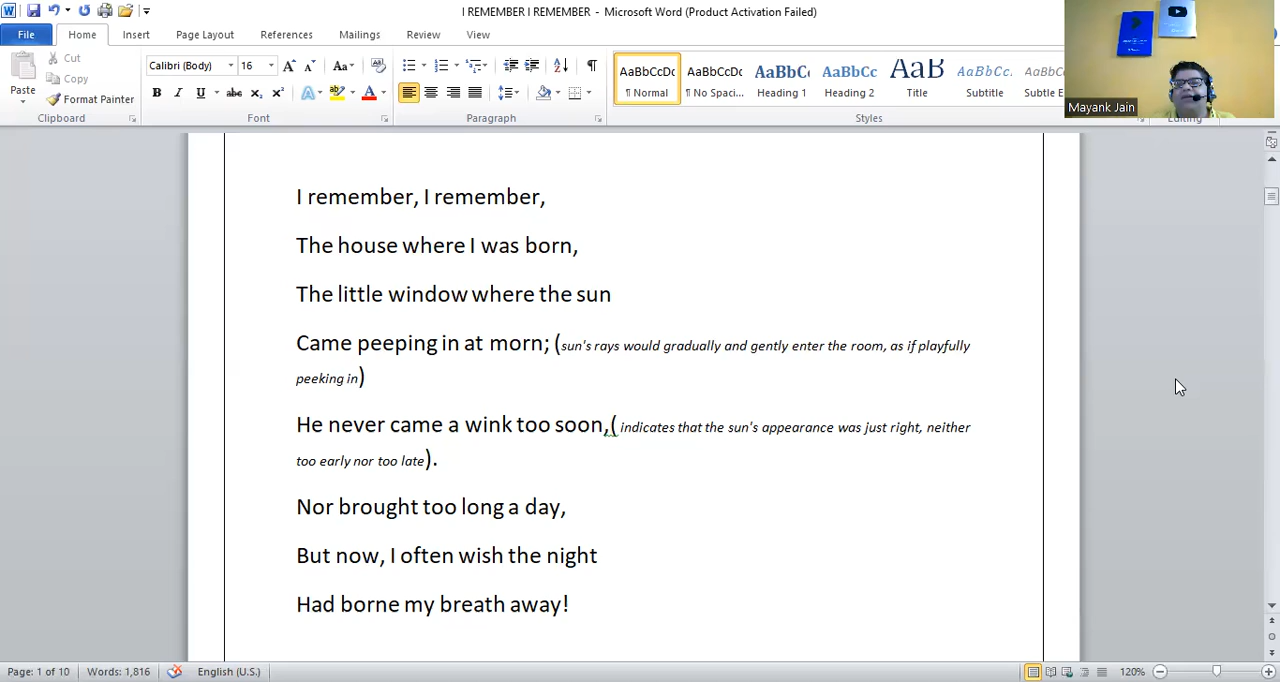 I REMEMBER I REMEMBER - Microsoft Word (Product Activation Failed)
File Home Insert Page Layout References Mailings Review View
Cut
Copy
Paste
Format Painter
Clipboard
Calibri (Body) 16
Font
Paragraph
AaBbCcDc AaBbCcDc AaBbC AaBbCc AaB AaBbCc. AaBbC
¶ Normal ¶ No Spaci... Heading 1 Heading 2 Title Subtitle Subtle E
Styles
Editing
Mayank Jain
I remember, I remember,
The house where I was born,
The little window where the sun
Came peeping in at morn; (sun's rays would gradually and gently enter the room, as if playfully
peeking in)
He never came a wink too soon,( indicates that the sun's appearance was just right, neither
too early nor too late).
Nor brought too long a day,
But now, I often wish the night
Had borne my breath away!
Page: 1 of 10 Words: 1,816 English (U.S.) 120%